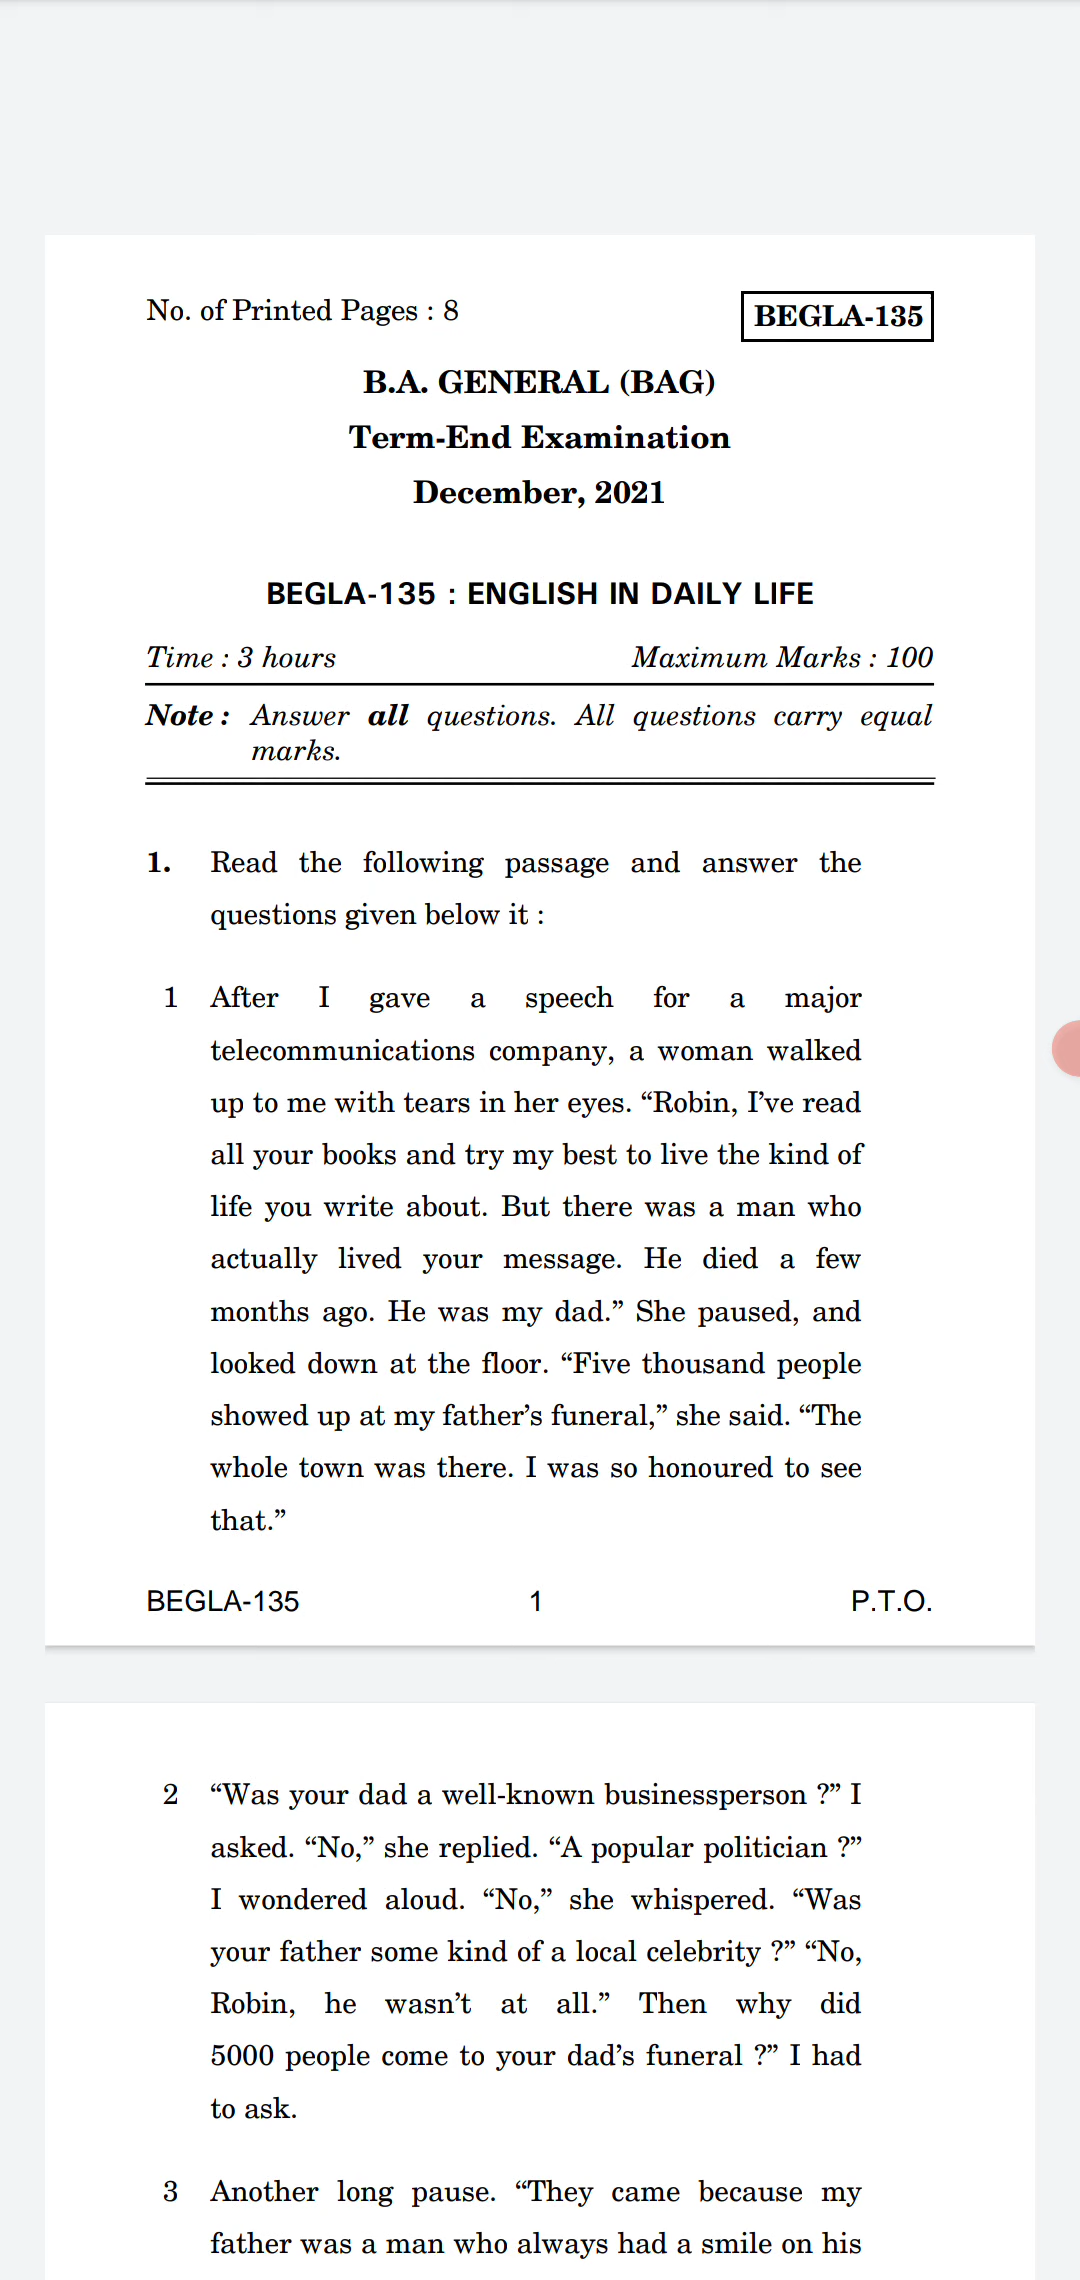 No. of Printed Pages : 8
BEGLA-135
B.A. GENERAL (BAG)
Term-End Examination
December, 2021
BEGLA-135 : ENGLISH IN DAILY LIFE
Time : 3 hours Maximum Marks : 100
Note : Answer all questions. All questions carry equal
marks.
1. Read the following passage and answer the
questions given below it :
1 After I gave a speech for a major
telecommunications company, a woman walked
up to me with tears in her eyes. “Robin, I’ve read
all your books and try my best to live the kind of
life you write about. But there was a man who
actually lived your message. He died a few
months ago. He was my dad.” She paused, and
looked down at the floor. “Five thousand people
showed up at my father’s funeral,” she said. “The
whole town was there. I was so honoured to see
that.”
BEGLA-135 1 P.T.O.
2 “Was your dad a well-known businessperson ?” I
asked. “No,” she replied. “A popular politician ?”
I wondered aloud. “No,” she whispered. “Was
your father some kind of a local celebrity ?” “No,
Robin, he wasn’t at all.” Then why did
5000 people come to your dad’s funeral ?” I had
to ask.
3 Another long pause. “They came because my
father was a man who always had a smile on his